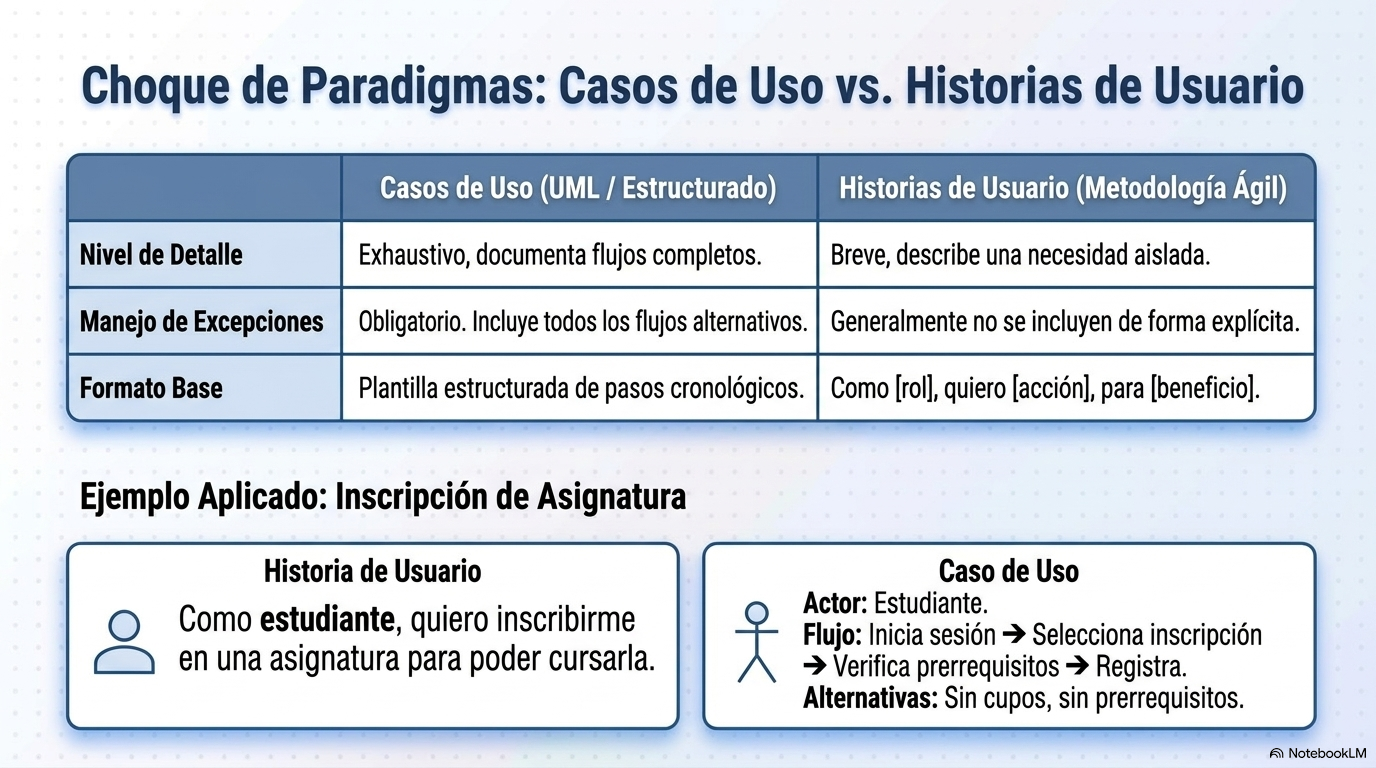 Choque de Paradigmas: Casos de Uso vs. Historias de Usuario
Casos de Uso (UML / Estructurado)
Historias de Usuario (Metodología Ágil)
Nivel de Detalle
Exhaustivo, documenta flujos completos.
Breve, describe una necesidad aislada.
Manejo de Excepciones
Obligatorio. Incluye todos los flujos alternativos.
Generalmente no se incluyen de forma explícita.
Formato Base
Plantilla estructurada de pasos cronológicos.
Como [rol], quiero [acción], para [beneficio].
Ejemplo Aplicado: Inscripción de Asignatura
Historia de Usuario
Como estudiante, quiero inscribirme
en una asignatura para poder cursarla.
Caso de Uso
Actor: Estudiante.
Flujo: Inicia sesión ➔ Selecciona inscripción
➔ Verifica prerrequisitos ➔ Registra.
Alternativas: Sin cupos, sin prerrequisitos.
NotebookLM